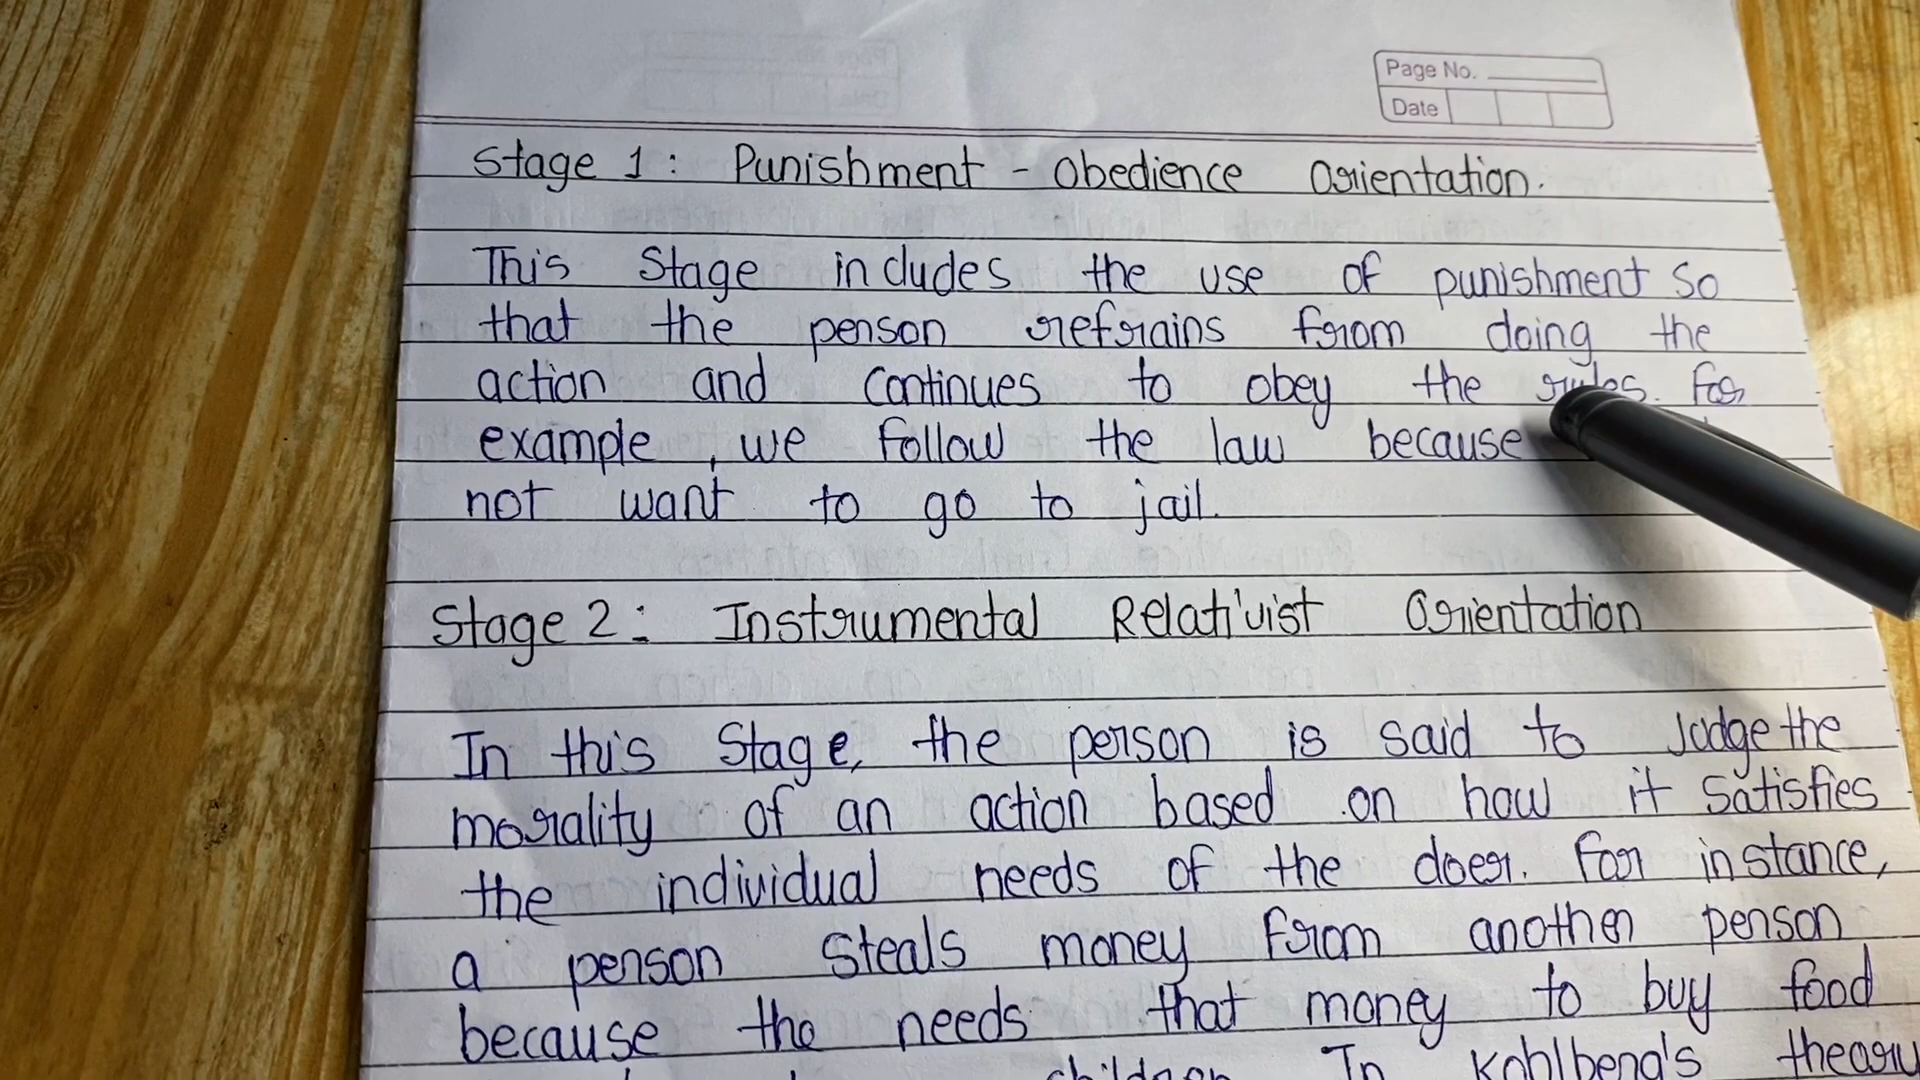 Page No.
Date
Stage 1: Punishment - Obedience Orientation.
This Stage includes the use of punishment so
that the person refrains from doing the
action and continues to obey the rules. For
example, we follow the law because
not want to go to jail.
Stage 2: Instrumental Relativist Orientation
In this Stage, the person is said to Judge the
morality of an action based on how it satisfies
the individual needs of the doer. For instance,
a person steals money from another person
because the needs that money to buy food
children. In Kohlberg's theory